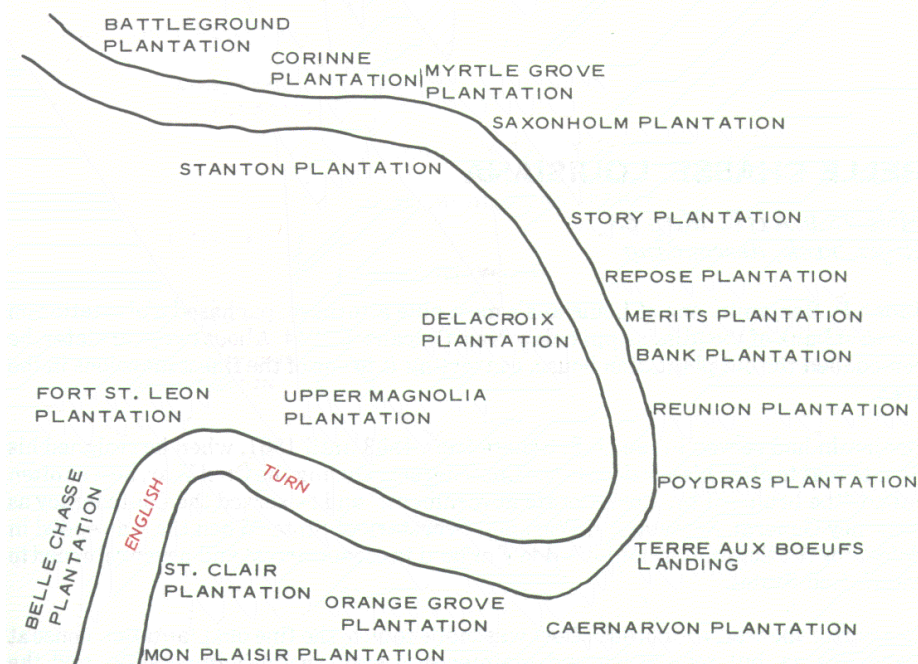 BATTLEGROUND
PLANTATION
CORINNE
PLANTATION
MYRTLE GROVE
PLANTATION
SAXONHOLM PLANTATION
STANTON PLANTATION
STORY PLANTATION
REPOSE PLANTATION
DELACROIX
PLANTATION
MERITS PLANTATION
BANK PLANTATION
FORT ST. LEON
PLANTATION
UPPER MAGNOLIA
PLANTATION
REUNION PLANTATION
POYDRAS PLANTATION
BELLE CHASSE
PLANTATION
ENGLISH
TURN
TERRE AUX BOEUFS
LANDING
ST. CLAIR
PLANTATION
ORANGE GROVE
PLANTATION
CAERNARVON PLANTATION
MON PLAISIR PLANTATION